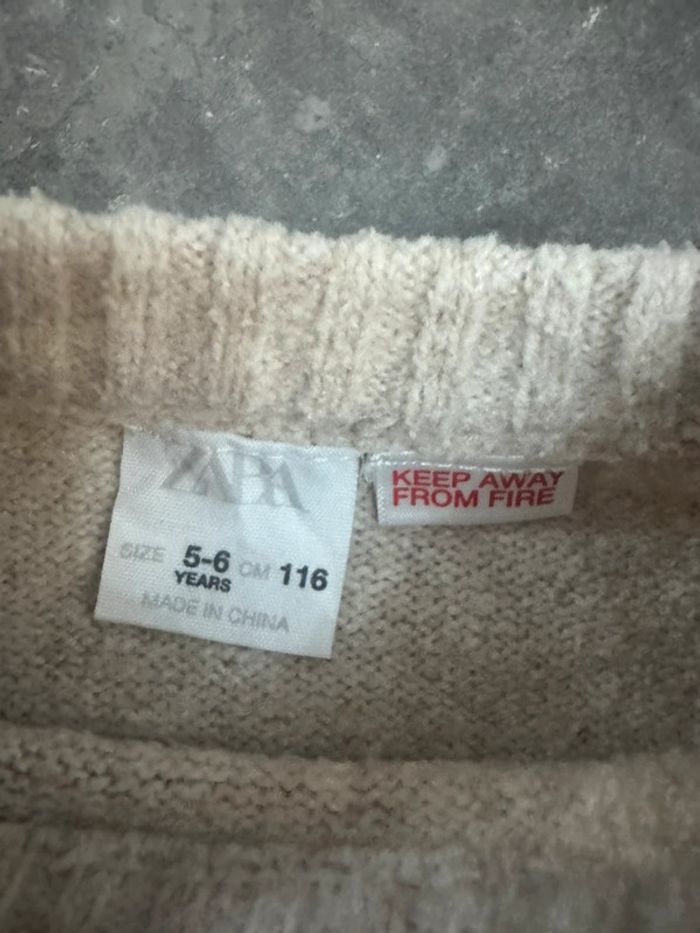 ZARA
SIZE 5-6 YEARS CM 116
MADE IN CHINA
KEEP AWAY
FROM FIRE